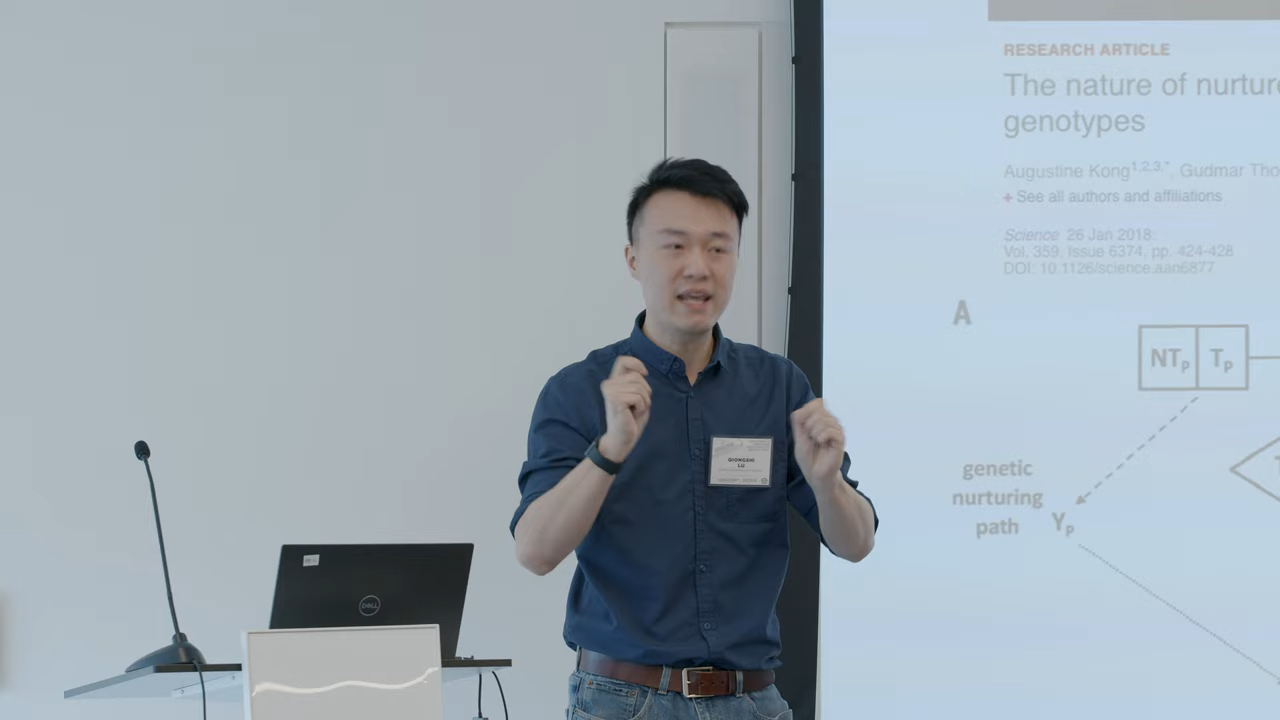 RESEARCH ARTICLE
The nature of nurture
genotypes
Augustine Kong1,2,3,*, Gudmar Tho
+ See all authors and affiliations
Science 26 Jan 2018:
Vol. 359, Issue 6374, pp. 424-428
DOI: 10.1126/science.aan6877
A
NTp Tp
genetic
nurturing
path Yp
QIONGSHI
LU
DELL